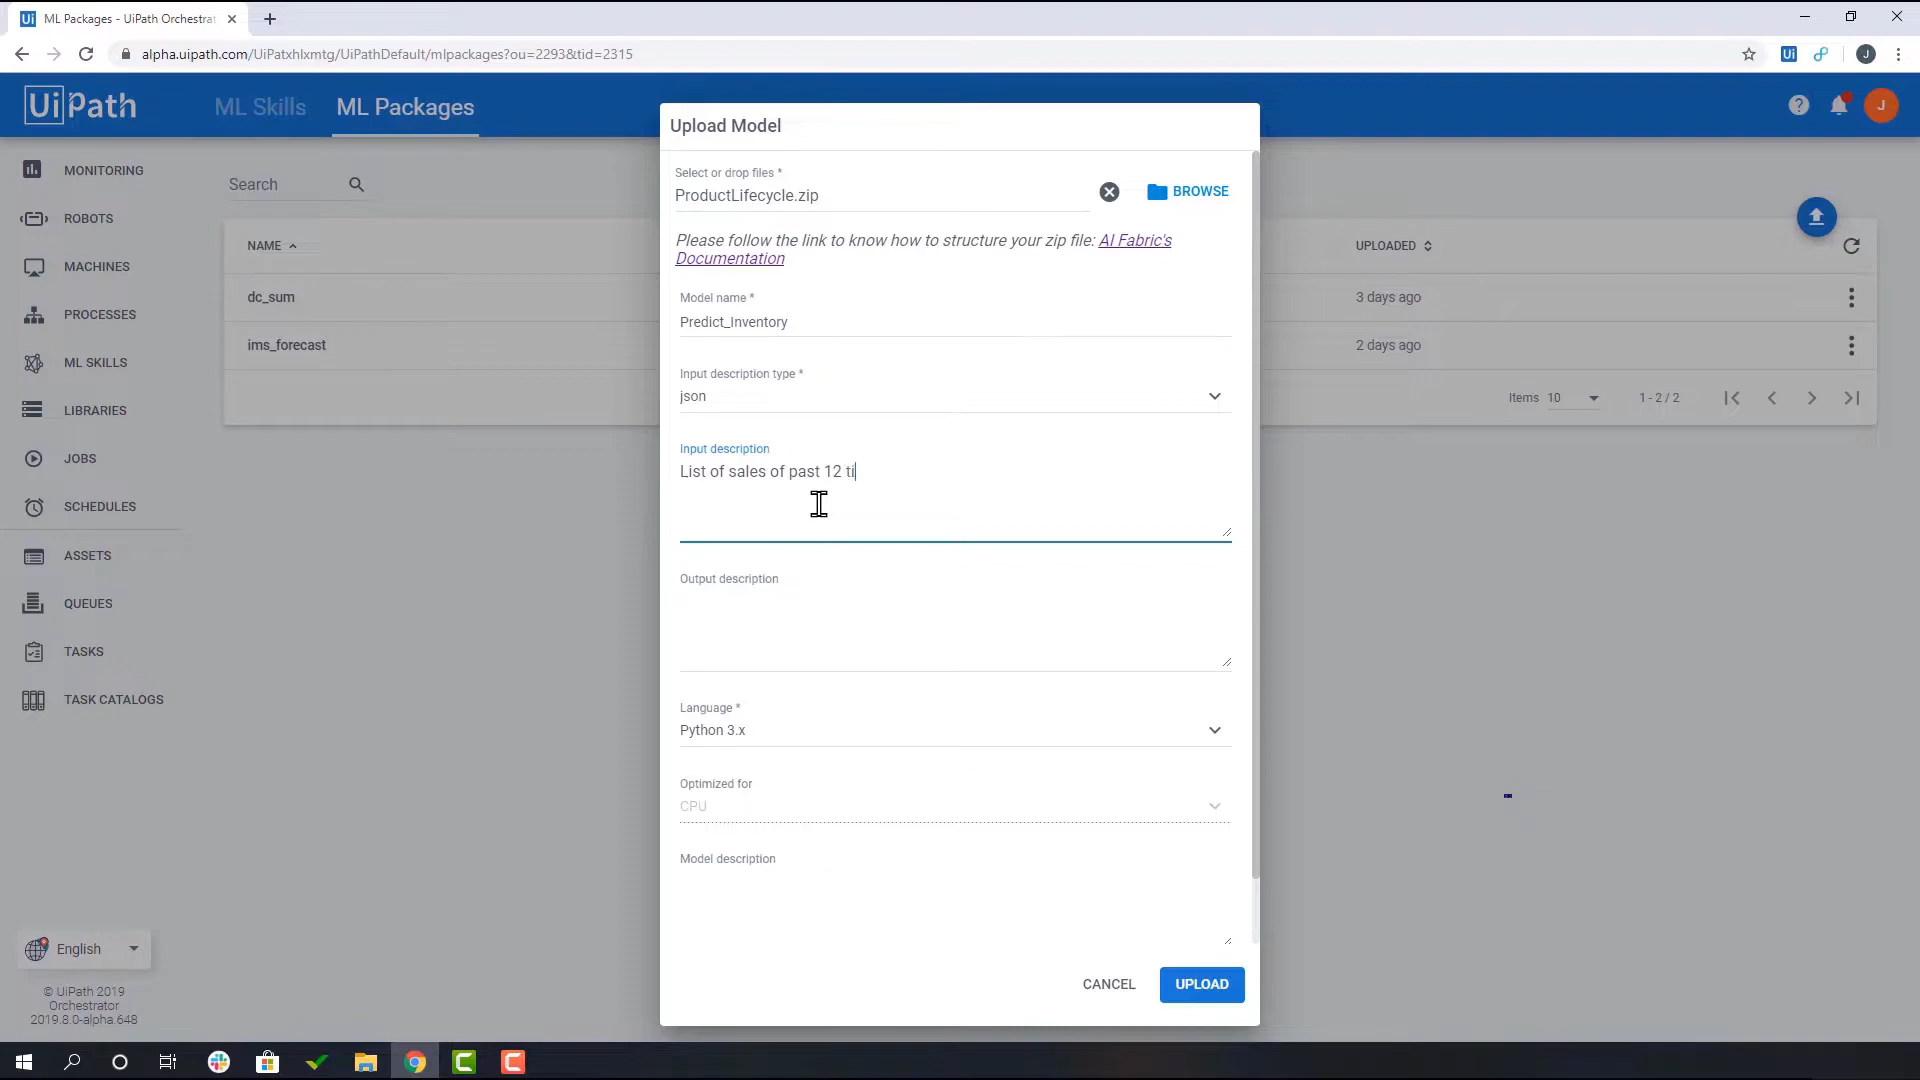 ML Packages - UiPath Orchestrat
alpha.uipath.com/UiPatxhlxmtg/UiPathDefault/mlpackages?ou=2293&tid=2315
Ui
J
UiPath
ML Skills
ML Packages
J
MONITORING
ROBOTS
MACHINES
PROCESSES
ML SKILLS
LIBRARIES
JOBS
SCHEDULES
ASSETS
QUEUES
TASKS
TASK CATALOGS
English
© UiPath 2019
Orchestrator
2019.8.0-alpha.648
Search
NAME
UPLOADED
dc_sum
3 days ago
ims_forecast
2 days ago
Items 10
1 - 2 / 2
Upload Model
Select or drop files *
ProductLifecycle.zip
BROWSE
Please follow the link to know how to structure your zip file: AI Fabric's
Documentation
Model name *
Predict_Inventory
Input description type *
json
Input description
List of sales of past 12 ti
Output description
Language *
Python 3.x
Optimized for
CPU
Model description
CANCEL
UPLOAD